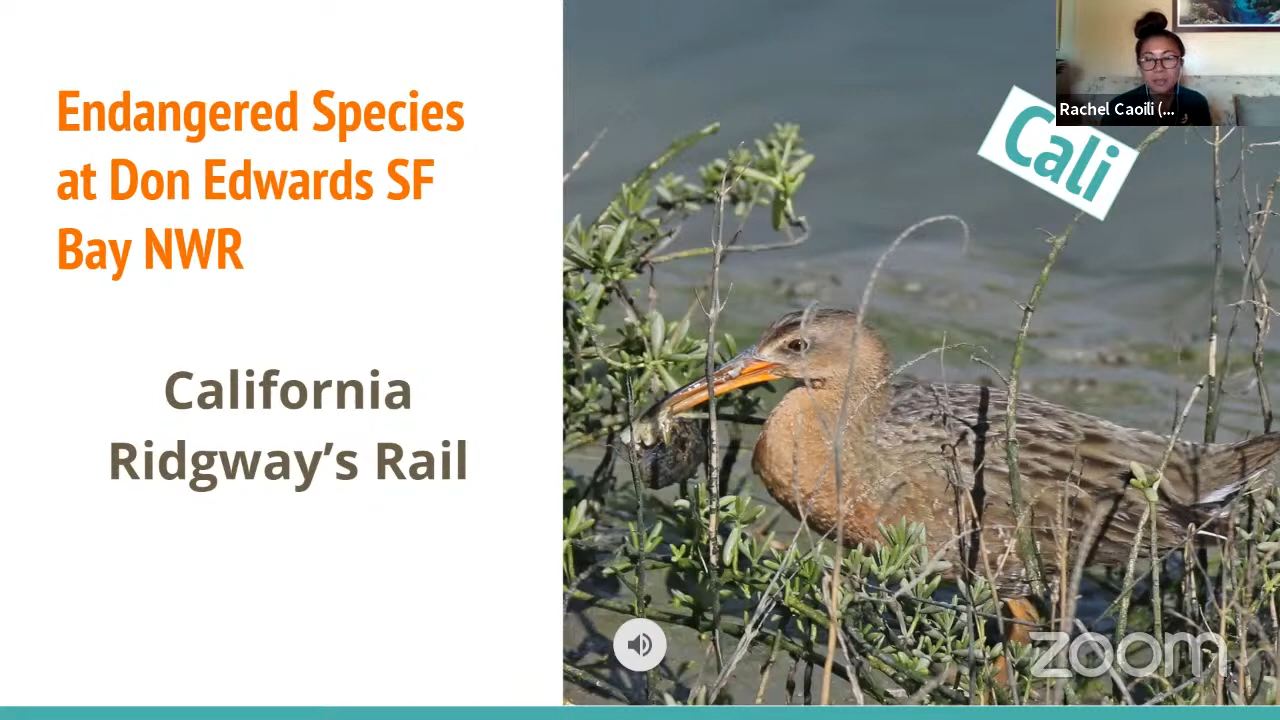 Endangered Species
at Don Edwards SF
Bay NWR
California
Ridgway’s Rail
Cali
Rachel Caoili (...
zoom